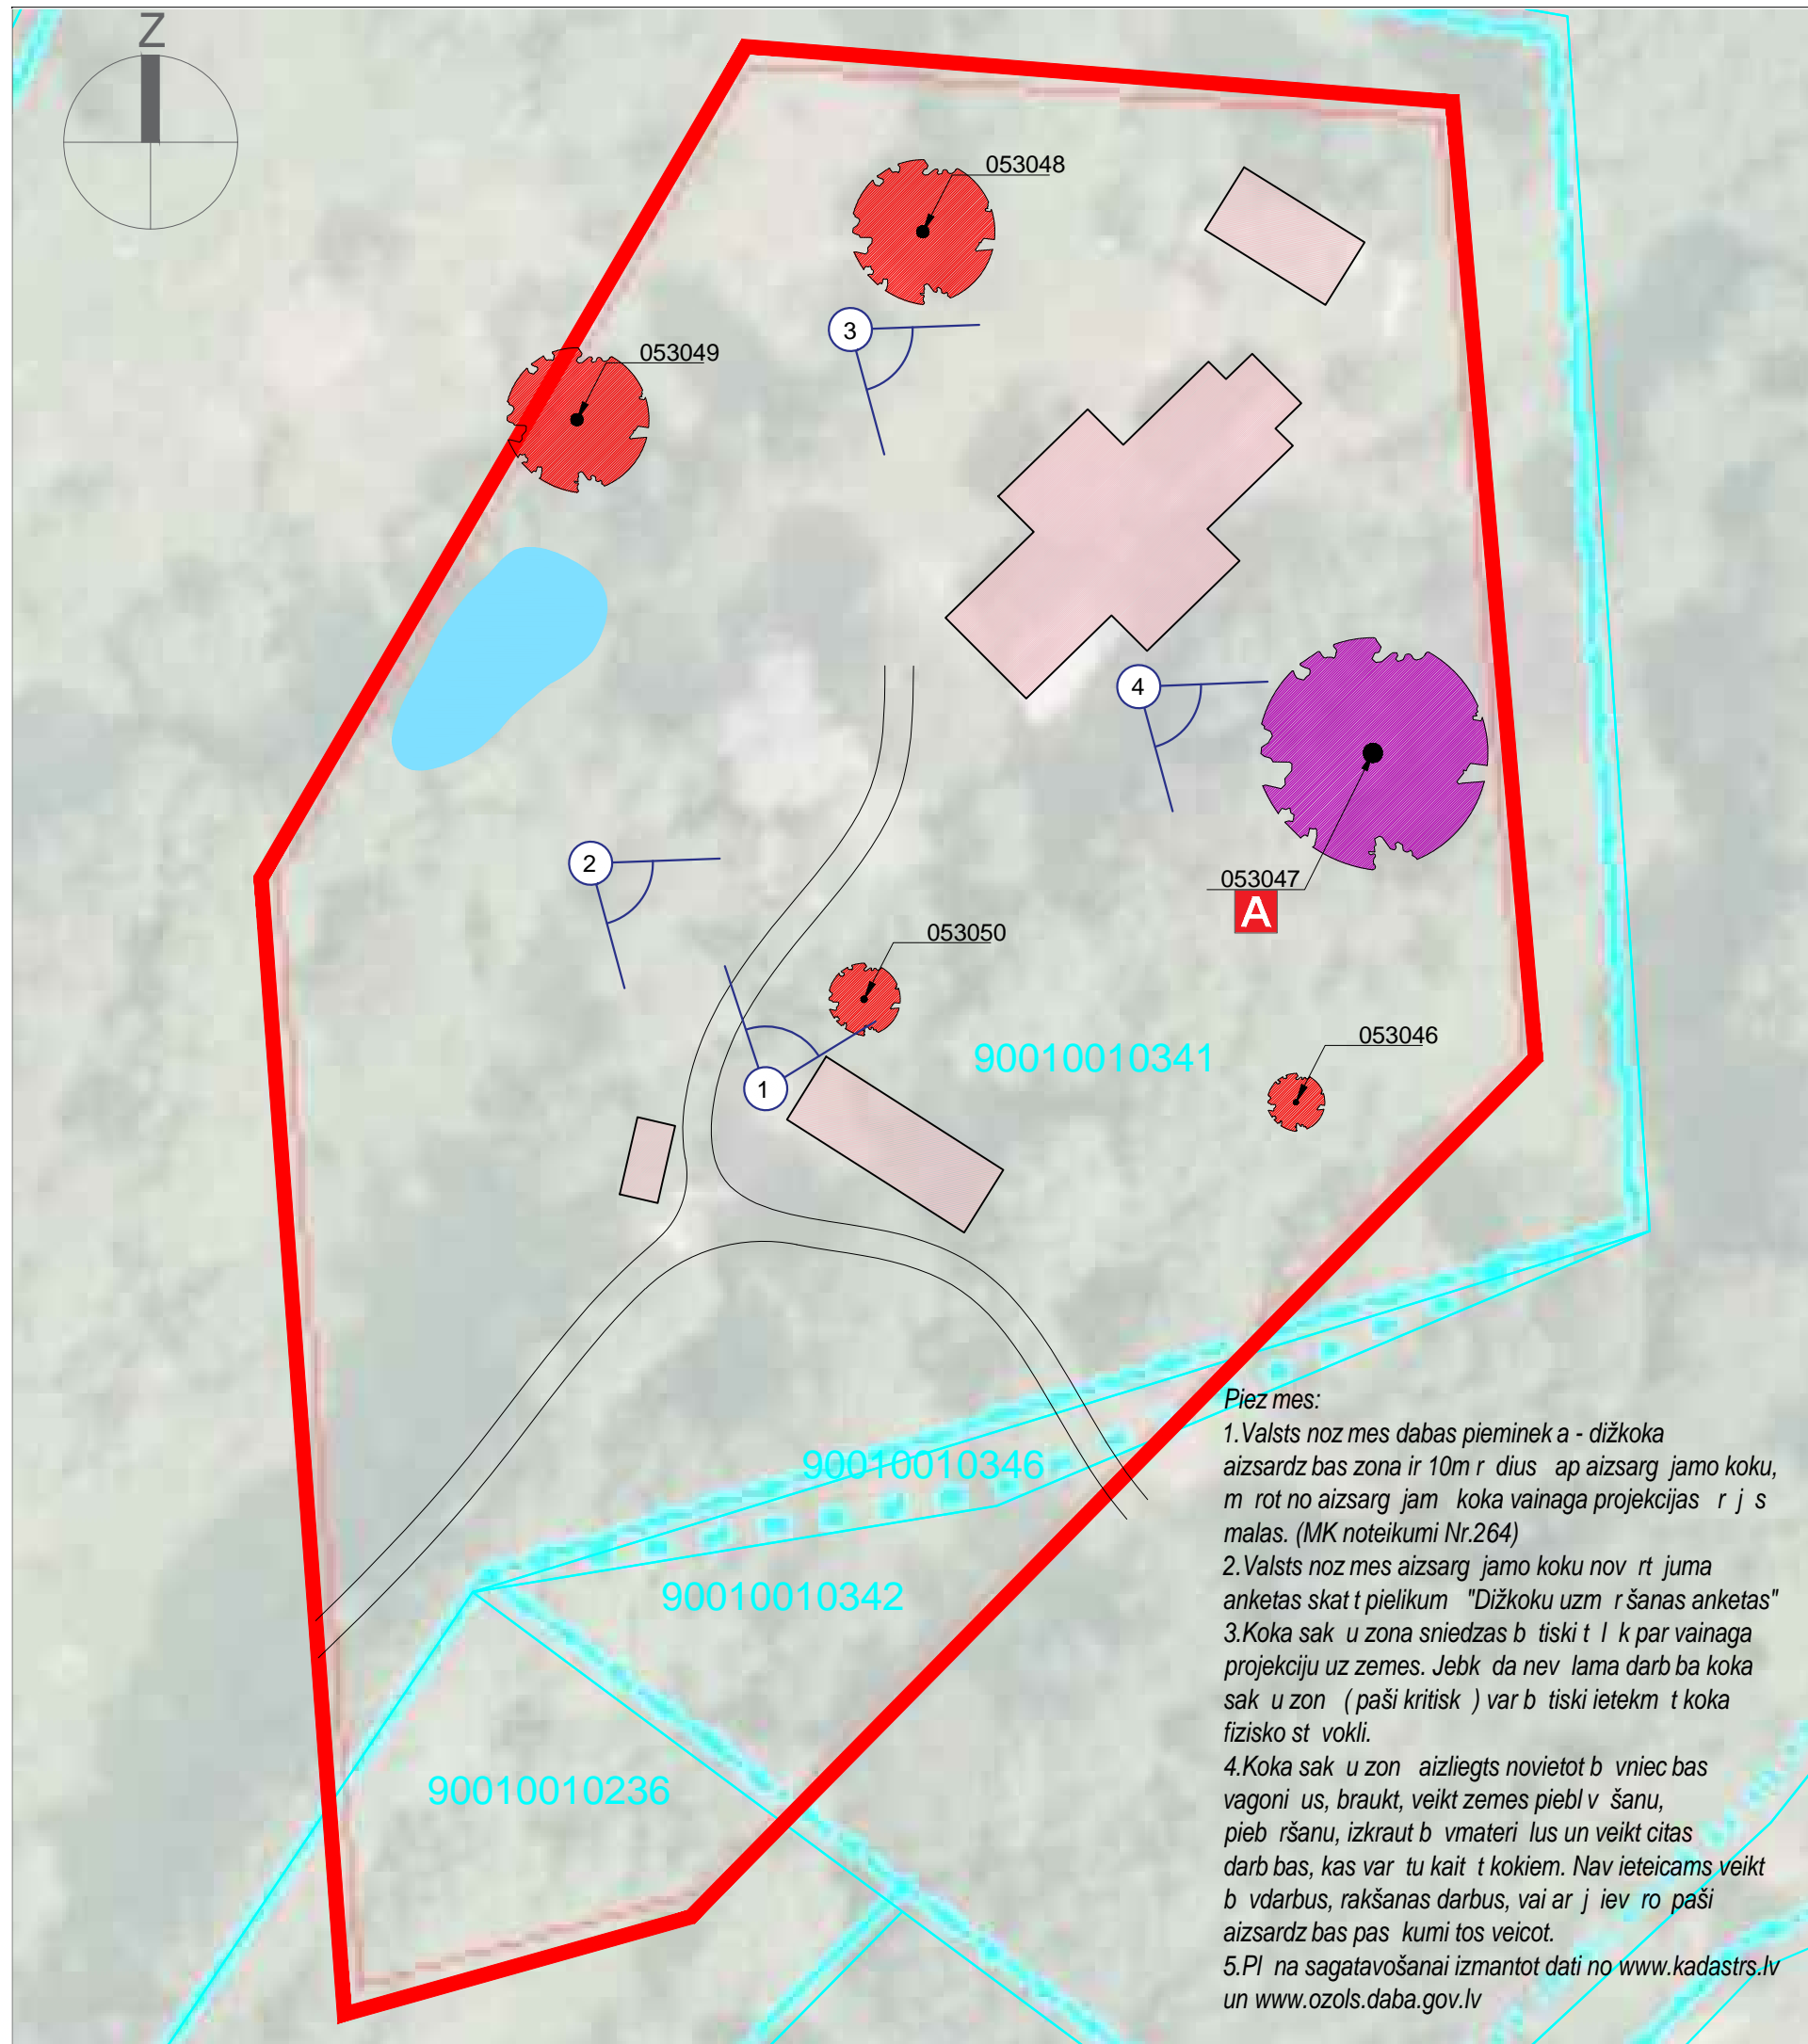 Z
053048
053049
3
4
2
053047
A
053050
90010010341
053046
1
90010010346
90010010342
90010010236
Piez mes:
1.Valsts noz mes dabas pieminek a - dižkoka
aizsardz bas zona ir 10m r dius ap aizsarg jamo koku,
m rot no aizsarg jam koka vainaga projekcijas r j s
malas. (MK noteikumi Nr.264)
2.Valsts noz mes aizsarg jamo koku nov rt juma
anketas skat t pielikum "Dižkoku uzm r šanas anketas"
3.Koka sak u zona sniedzas b tiski t l k par vainaga
projekciju uz zemes. Jebk da nev lama darb ba koka
sak u zon ( paši kritisk ) var b tiski ietekm t koka
fizisko st vokli.
4.Koka sak u zon aizliegts novietot b vniec bas
vagoni us, braukt, veikt zemes piebl v šanu,
pieb ršanu, izkraut b vmateri lus un veikt citas
darb bas, kas var tu kait t kokiem. Nav ieteicams veikt
b vdarbus, rakšanas darbus, vai ar j iev ro paši
aizsardz bas pas kumi tos veicot.
5.Pl na sagatavošanai izmantot dati no www.kadastrs.lv
un www.ozols.daba.gov.lv